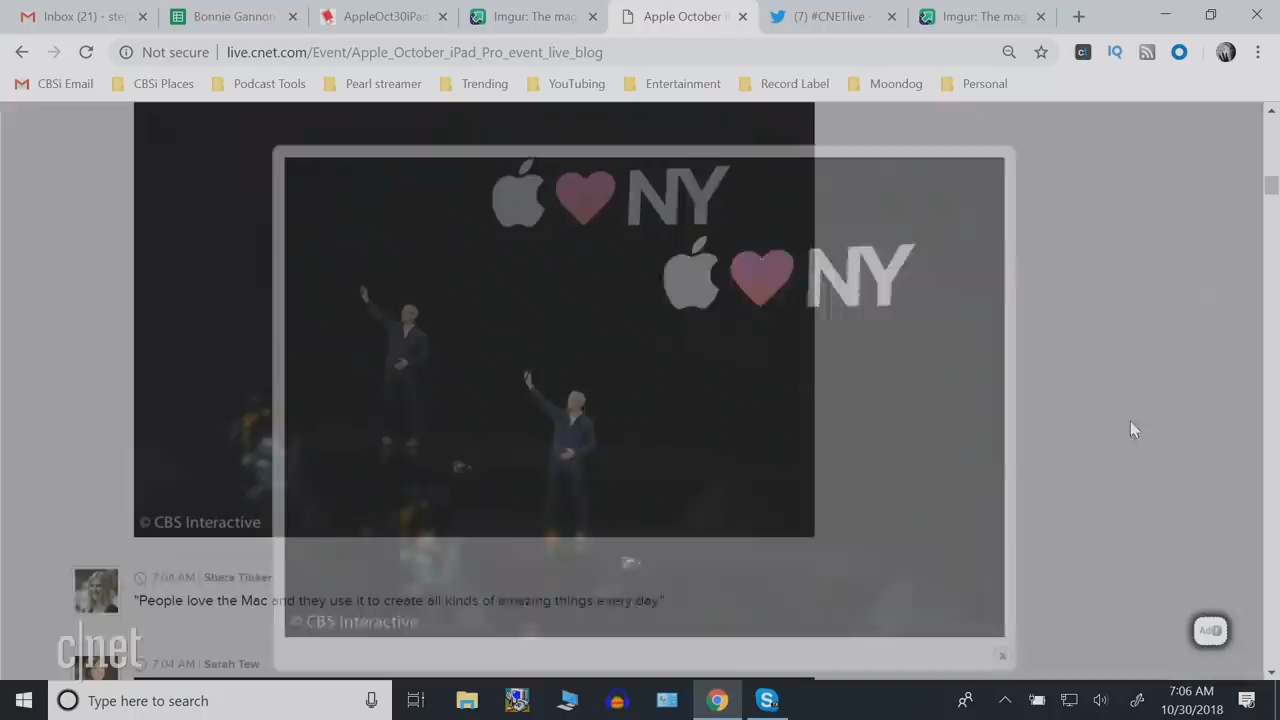 Inbox (21) - step
Bonnie Gannon
AppleOct30iPad
Imgur: The mag
Apple October i
(7) #CNETlive -
Imgur: The mag
Not secure
live.cnet.com/Event/Apple_October_iPad_Pro_event_live_blog
CBSi Email
CBSi Places
Podcast Tools
Pearl streamer
Trending
YouTubing
Entertainment
Record Label
Moondog
Personal
NY
NY
© CBS Interactive
7:04 AM | Shara Tibken
"People love the Mac and they use it to create all kinds of amazing things every day"
© CBS Interactive
Ad
c|net
7:04 AM | Sarah Tew
Type here to search
7:06 AM
10/30/2018